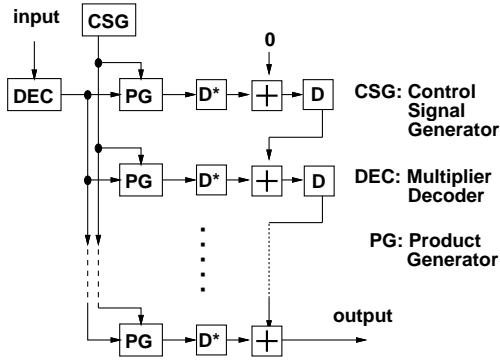 input
CSG
0
DEC
PG
D*
+
D
CSG: Control
Signal
Generator
PG
D*
+
D
DEC: Multiplier
Decoder
PG: Product
Generator
output
PG
D*
+